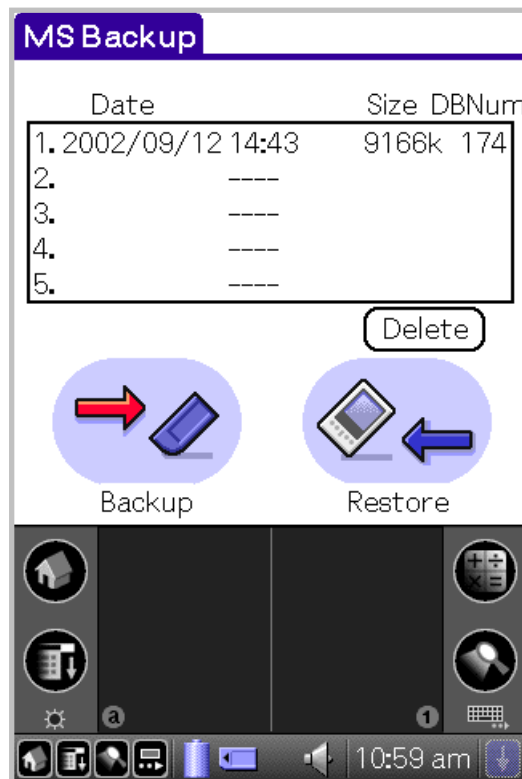 MS Backup
Date Size DBNum
1. 2002/09/12 14:43 9166k 174
2. ----
3. ----
4. ----
5. ----
Delete
Backup Restore
a 1
10:59 am